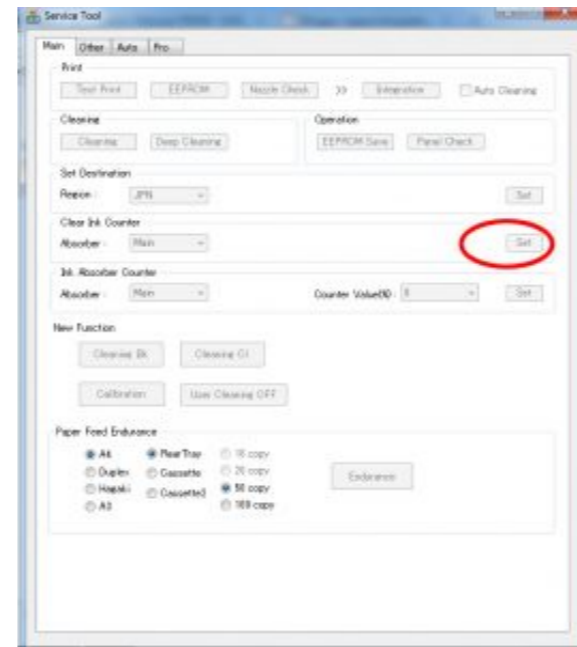 Service Tool
Main Other Auto Pro
Print
Test Print EEPROM Nozzle Check >> Integration Auto Cleaning
Cleaning Operation
Cleaning Deep Cleaning EEPROM Save Panel Check
Set Destination
Region : JPN Set
Clear Ink Counter
Absorber : Main Set
Ink Absorber Counter
Absorber : Main Counter Value(%) : 0 Set
New Function
Cleaning Bk Cleaning Cl
Calibration User Cleaning OFF
Paper Feed Endurance
A4 Rear Tray 10 copy
Duplex Cassette 20 copy Endurance
Hagaki Cassette2 50 copy
A3 100 copy